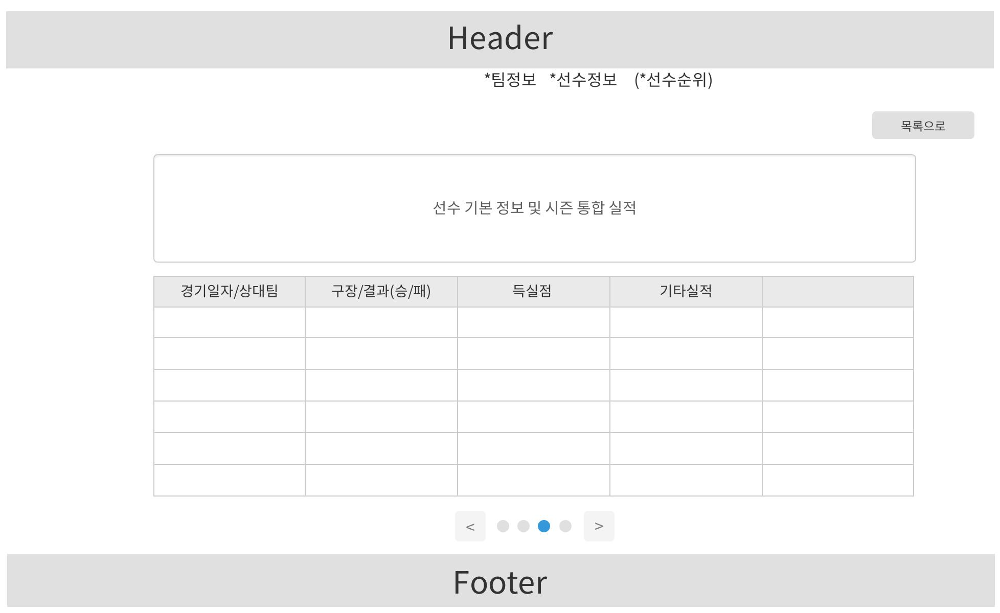 Header
*팀정보 *선수정보 (*선수순위)
목록으로
선수 기본 정보 및 시즌 통합 실적
경기일자/상대팀 구장/결과(승/패) 득실점 기타실적
< >
Footer